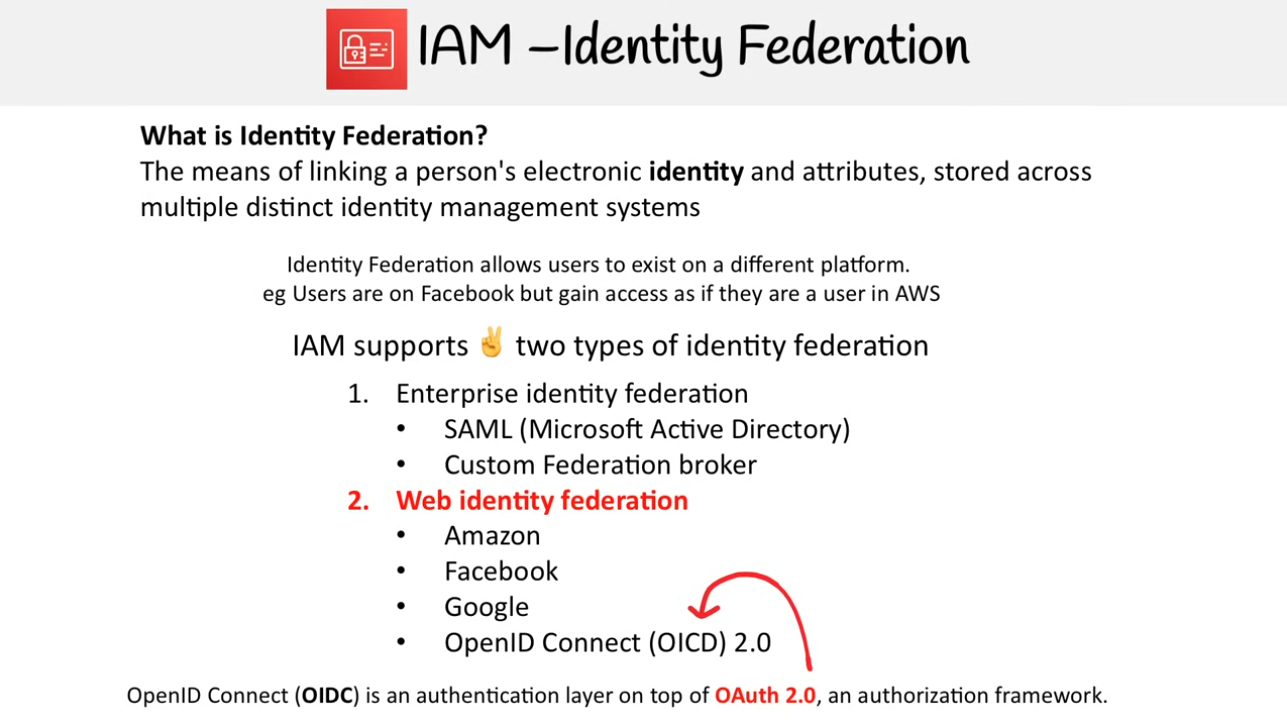 IAM –Identity Federation
What is Identity Federation?
The means of linking a person's electronic identity and attributes, stored across
multiple distinct identity management systems
Identity Federation allows users to exist on a different platform.
eg Users are on Facebook but gain access as if they are a user in AWS
IAM supports ✌ two types of identity federation
1. Enterprise identity federation
• SAML (Microsoft Active Directory)
• Custom Federation broker
2. Web identity federation
• Amazon
• Facebook
• Google
• OpenID Connect (OICD) 2.0
OpenID Connect (OIDC) is an authentication layer on top of OAuth 2.0, an authorization framework.